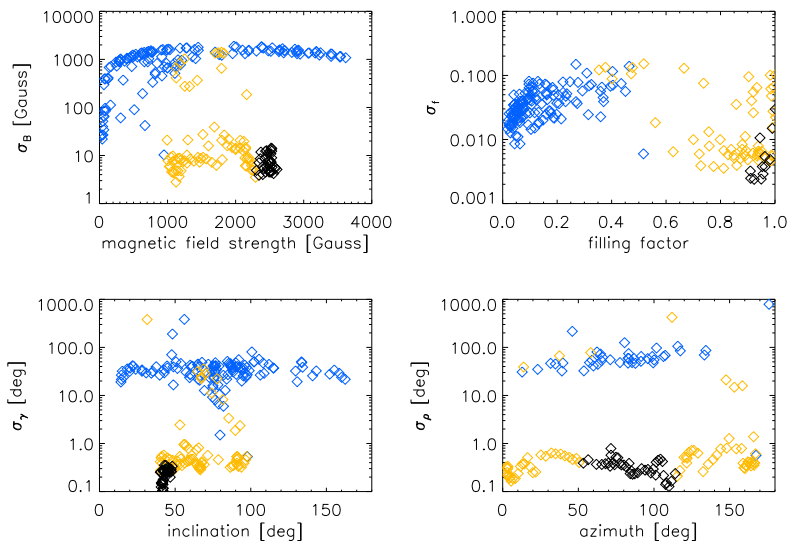 10000
1000
100
10
1
σB [Gauss]
0 1000 2000 3000 4000
magnetic field strength [Gauss]
1.000
0.100
0.010
0.001
σf
0.0 0.2 0.4 0.6 0.8 1.0
filling factor
1000.0
100.0
10.0
1.0
0.1
σγ [deg]
0 50 100 150
inclination [deg]
1000.0
100.0
10.0
1.0
0.1
σρ [deg]
0 50 100 150
azimuth [deg]